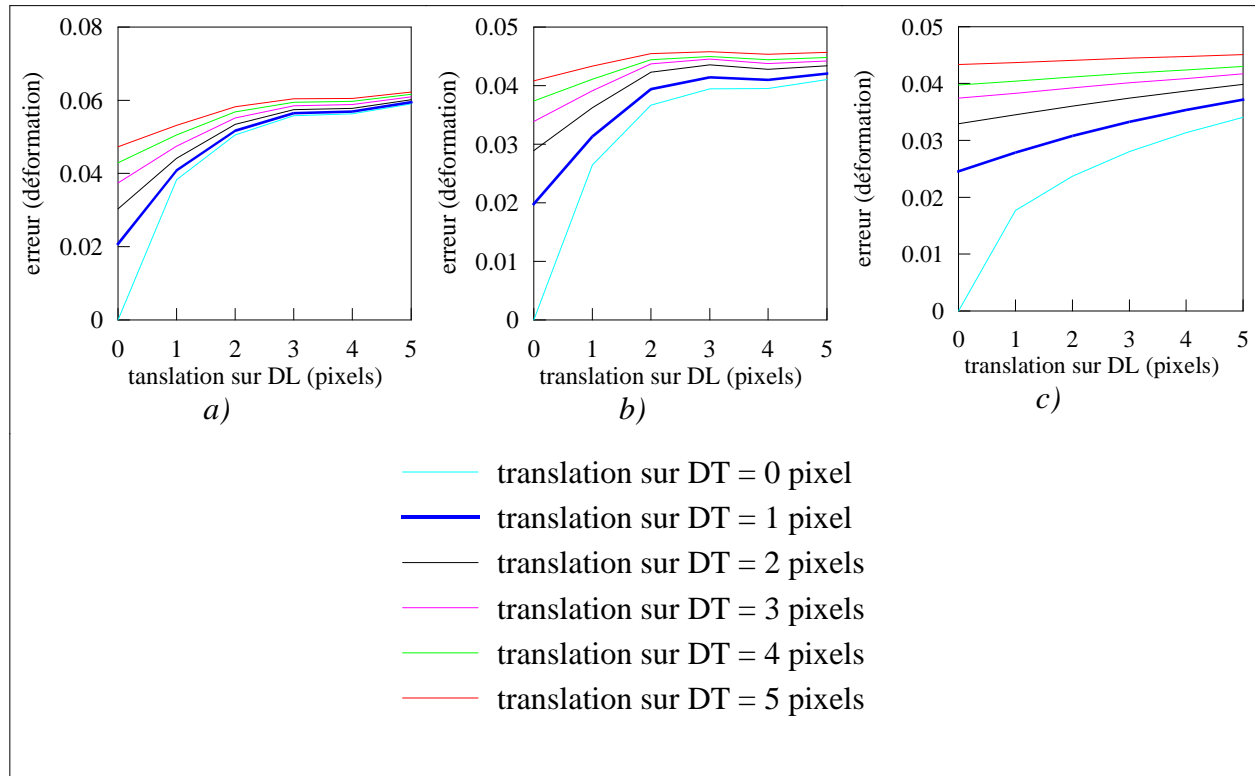 0.08
0.06
0.04
0.02
0
erreur (déformation)
0 1 2 3 4 5
tanslation sur DL (pixels)
a)
0.05
0.04
0.03
0.02
0.01
0
erreur (déformation)
0 1 2 3 4 5
translation sur DL (pixels)
b)
0.05
0.04
0.03
0.02
0.01
0
erreur (déformation)
0 1 2 3 4 5
translation sur DL (pixels)
c)
translation sur DT = 0 pixel
translation sur DT = 1 pixel
translation sur DT = 2 pixels
translation sur DT = 3 pixels
translation sur DT = 4 pixels
translation sur DT = 5 pixels